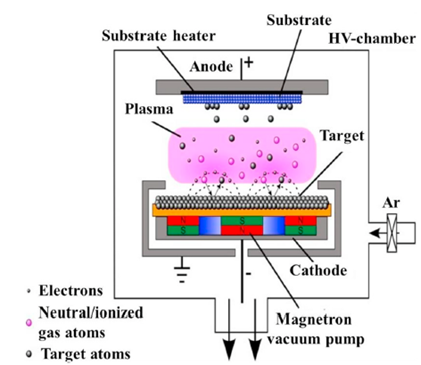 Substrate
Substrate heater
HV-chamber
Anode +
Plasma
Target
Ar
N S N
S N S
Cathode
-
Electrons
Neutral/ionized
gas atoms
Target atoms
Magnetron
vacuum pump